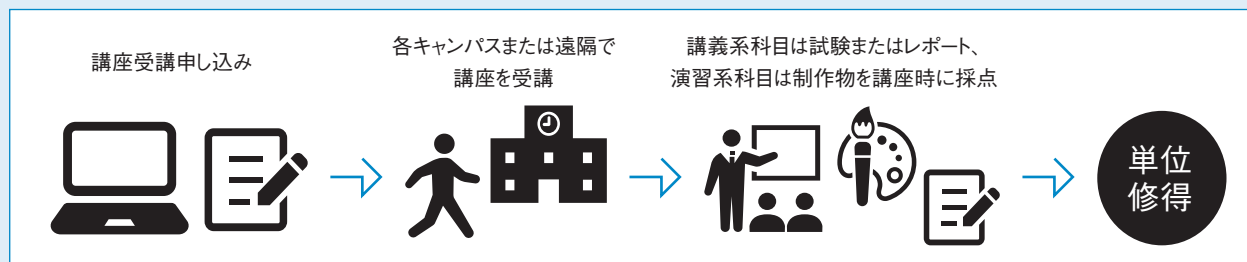 講座受講申し込み
各キャンパスまたは遠隔で
講座を受講
講義系科目は試験またはレポート、
演習系科目は制作物を講座時に採点
単位
修得